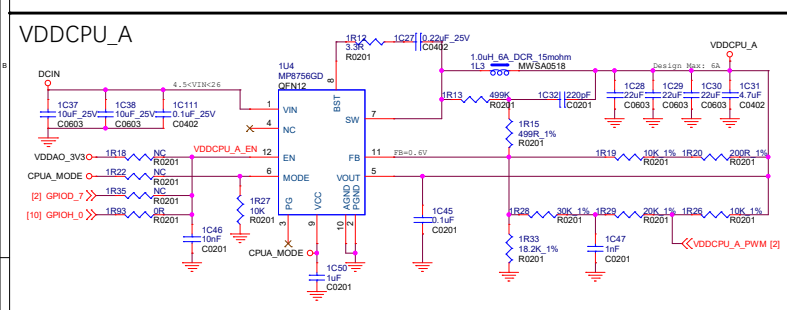 VDDCPU_A
B
DCIN
4.5<VIN<26
1C37
10uF_25V
C0603
1C38
10uF_25V
C0603
1C111
0.1uF_25V
C0402
1U4
MP8756GD
QFN12
1R12
3.3R
R0201
1C27
0.22uF_25V
C0402
1.0uH_6A_DCR_15mohm
1L3
MWSA0518
VDDCPU_A
Design Max: 6A
1C28
22uF
C0603
1C29
22uF
C0603
1C30
22uF
C0603
1C31
4.7uF
C0402
1 VIN
4 NC
12 EN
6 MODE
8 BST
SW 7
FB 11
VOUT 5
PG 3
VCC 9
AGND 10
PGND 2
1R13 499K
R0201
1C32 220pF
C0201
1R15
499R_1%
R0201
FB=0.6V
VDDCPU_A_EN
VDDAO_3V3
1R18 NC
R0201
CPUA_MODE
1R22 NC
R0201
[2] GPIOD_7
1R35 NC
R0201
[10] GPIOH_0
1R93 0R
R0201
1R27
10K
R0201
1C46
10nF
C0201
CPUA_MODE
1C50
1uF
C0201
1C45
0.1uF
C0201
1R19 10K_1%
R0201
1R20 200R_1%
R0201
1R28 30K_1%
R0201
1R29 20K_1%
R0201
1R26 10K_1%
R0201
1R33
18.2K_1%
R0201
1C47
1nF
C0201
VDDCPU_A_PWM [2]